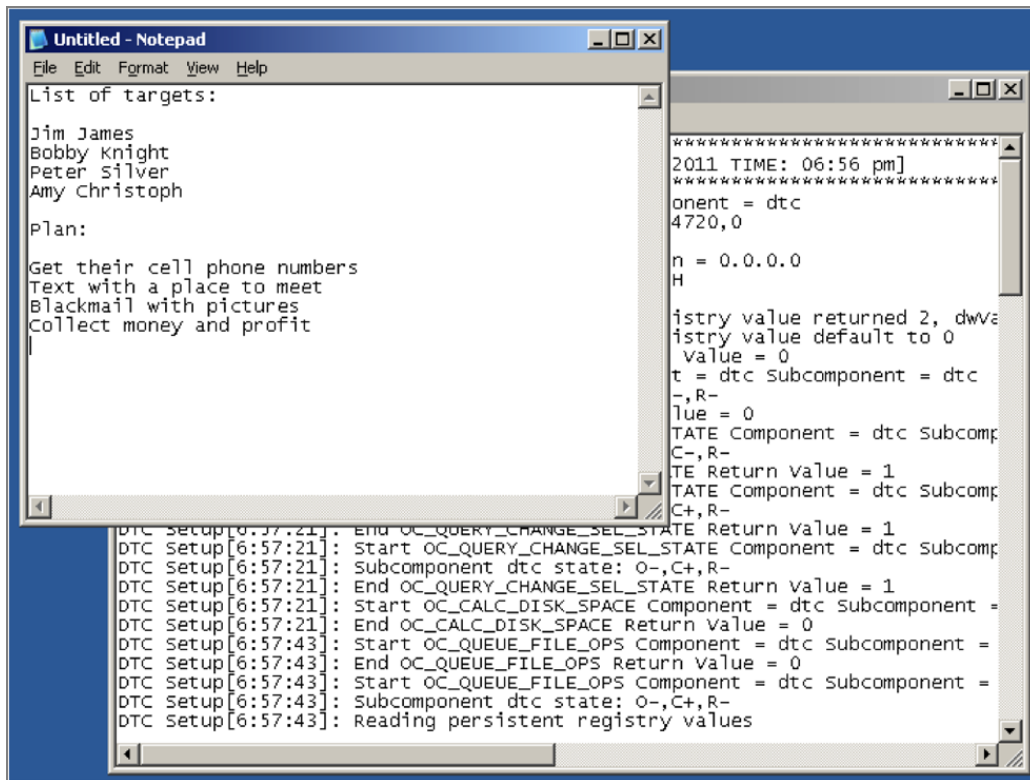 Untitled - Notepad
File Edit Format View Help
List of targets:
Jim James
Bobby Knight
Peter Silver
Amy Christoph
Plan:
Get their cell phone numbers
Text with a place to meet
Blackmail with pictures
Collect money and profit
*****************************
2011 TIME: 06:56 pm]
*****************************
onent = dtc
4720,0
n = 0.0.0.0
H
istry value returned 2, dwVa
istry value default to 0
Value = 0
t = dtc Subcomponent = dtc
-,R-
lue = 0
TATE Component = dtc Subcomp
C-,R-
TE Return Value = 1
TATE Component = dtc Subcomp
C+,R-
DTC Setup[6:57:21]: End OC_QUERY_CHANGE_SEL_STATE Return Value = 1
DTC Setup[6:57:21]: Start OC_QUERY_CHANGE_SEL_STATE Component = dtc Subcomp
DTC Setup[6:57:21]: Subcomponent dtc state: O-,C+,R-
DTC Setup[6:57:21]: End OC_QUERY_CHANGE_SEL_STATE Return Value = 1
DTC Setup[6:57:21]: Start OC_CALC_DISK_SPACE Component = dtc Subcomponent =
DTC Setup[6:57:21]: End OC_CALC_DISK_SPACE Return Value = 0
DTC Setup[6:57:43]: Start OC_QUEUE_FILE_OPS Component = dtc Subcomponent =
DTC Setup[6:57:43]: End OC_QUEUE_FILE_OPS Return Value = 0
DTC Setup[6:57:43]: Start OC_QUEUE_FILE_OPS Component = dtc Subcomponent =
DTC Setup[6:57:43]: Subcomponent dtc state: O-,C+,R-
DTC Setup[6:57:43]: Reading persistent registry values